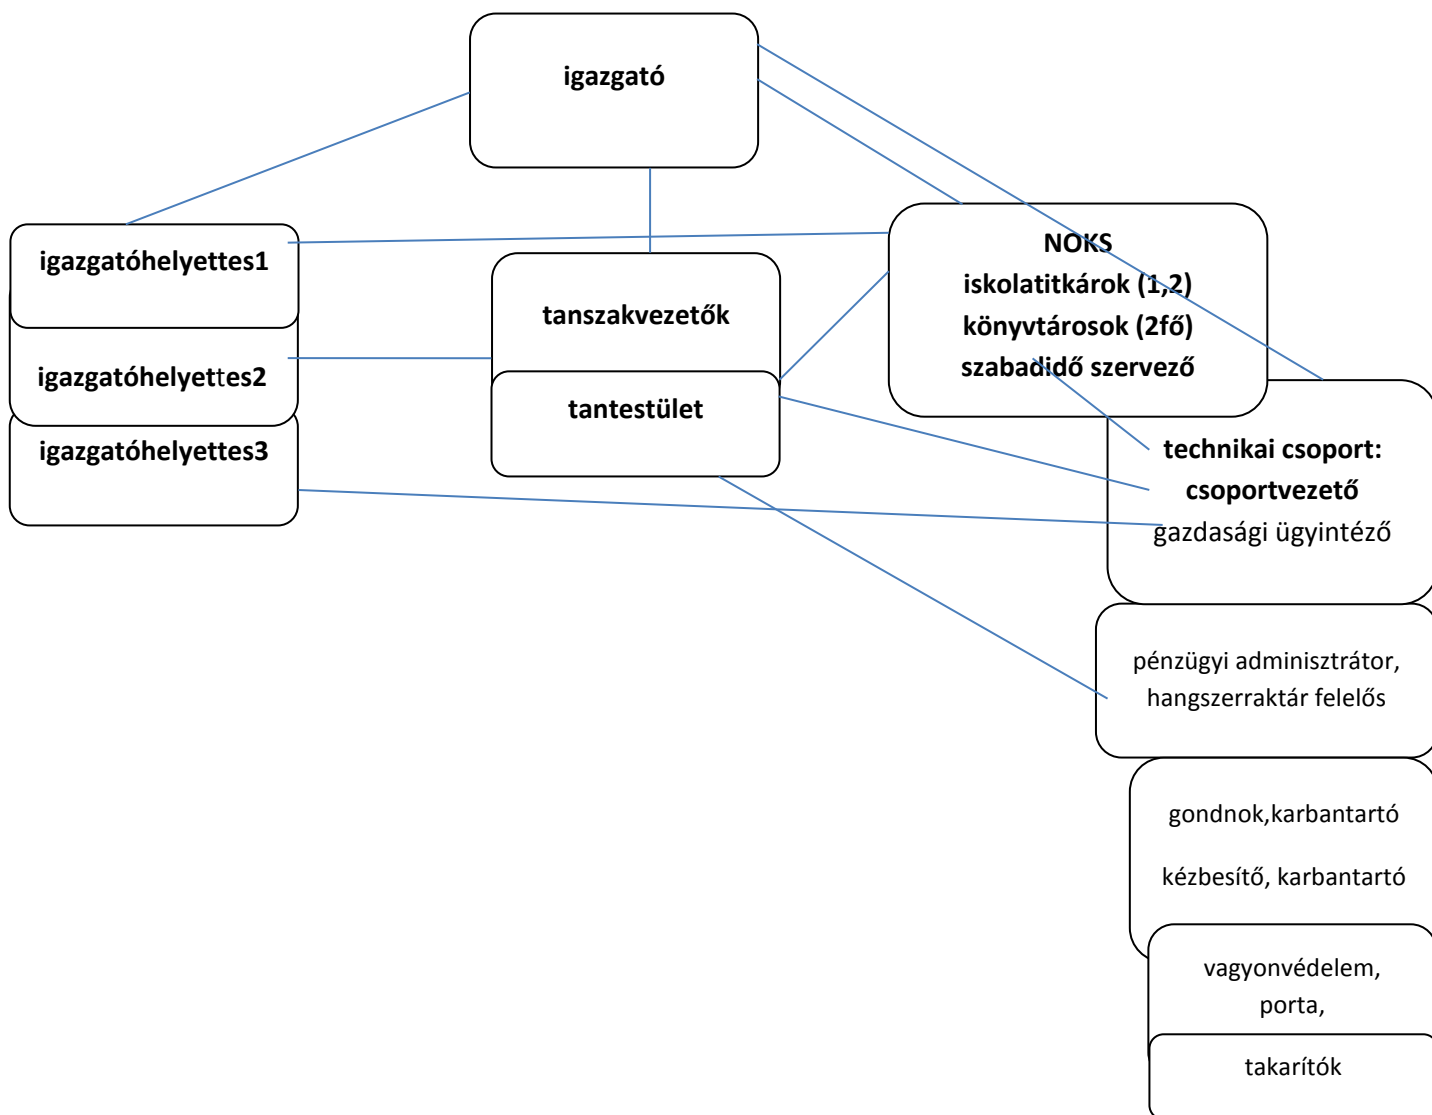 igazgató
igazgatóhelyettes1
igazgatóhelyettes2
igazgatóhelyettes3
tanszakvezetők
tantestület
NOKS
iskolatitkárok (1,2)
könyvtárosok (2fő)
szabadidő szervező
technikai csoport:
csoportvezető
gazdasági ügyintéző
pénzügyi adminisztrátor,
hangszerraktár felelős
gondnok,karbantartó
kézbesítő, karbantartó
vagyonvédelem,
porta,
takarítók